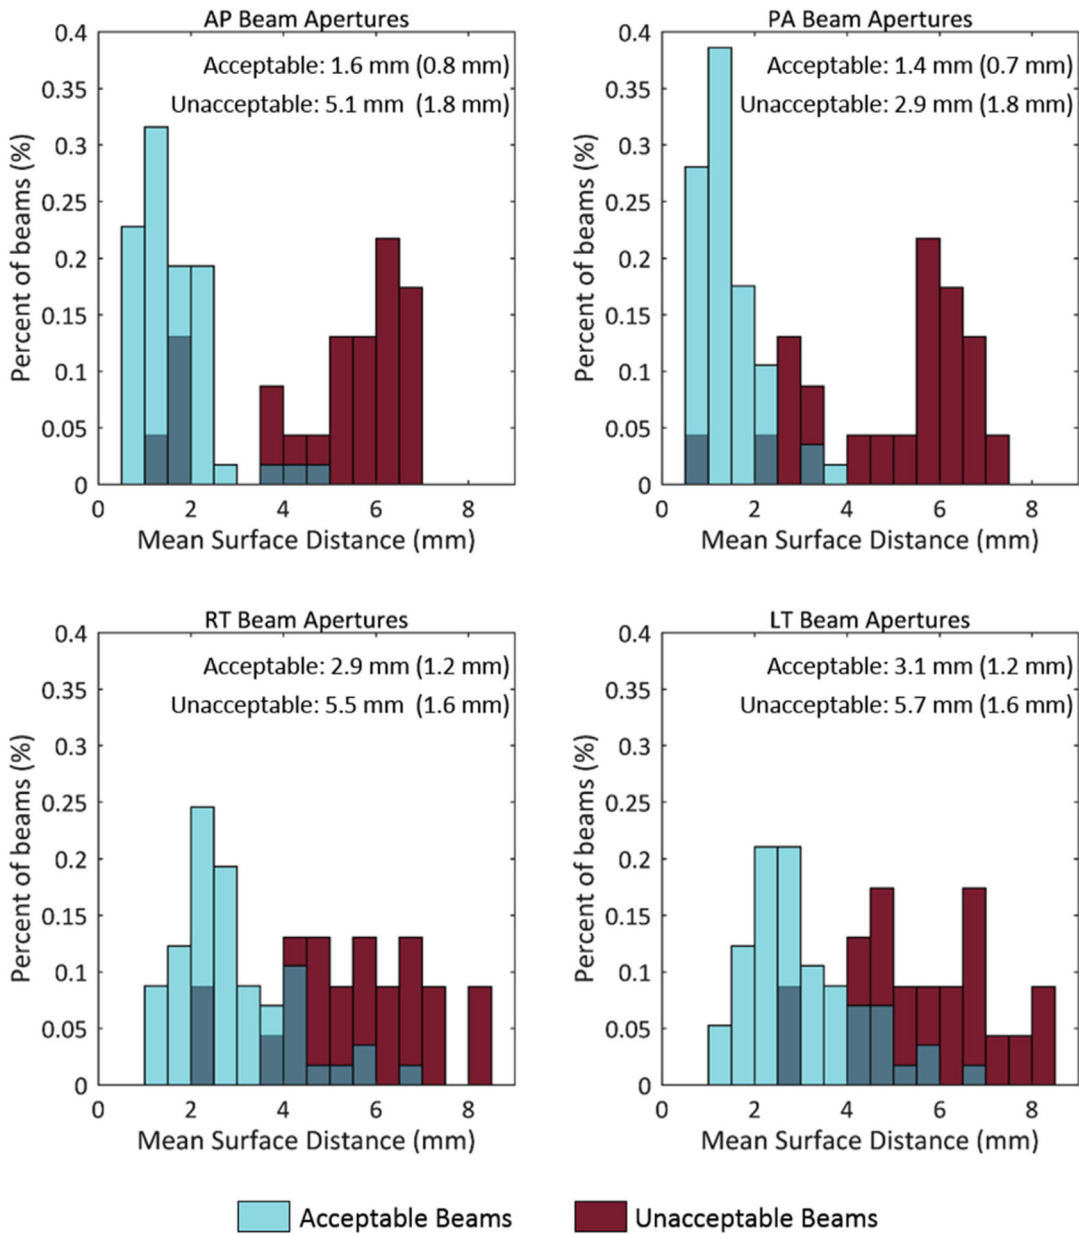 AP Beam Apertures
Acceptable: 1.6 mm (0.8 mm)
Unacceptable: 5.1 mm (1.8 mm)
Percent of beams (%)
0.4
0.35
0.3
0.25
0.2
0.15
0.1
0.05
0
0 2 4 6 8
Mean Surface Distance (mm)
PA Beam Apertures
Acceptable: 1.4 mm (0.7 mm)
Unacceptable: 2.9 mm (1.8 mm)
Percent of beams (%)
0.4
0.35
0.3
0.25
0.2
0.15
0.1
0.05
0
0 2 4 6 8
Mean Surface Distance (mm)
RT Beam Apertures
Acceptable: 2.9 mm (1.2 mm)
Unacceptable: 5.5 mm (1.6 mm)
Percent of beams (%)
0.4
0.35
0.3
0.25
0.2
0.15
0.1
0.05
0
0 2 4 6 8
Mean Surface Distance (mm)
LT Beam Apertures
Acceptable: 3.1 mm (1.2 mm)
Unacceptable: 5.7 mm (1.6 mm)
Percent of beams (%)
0.4
0.35
0.3
0.25
0.2
0.15
0.1
0.05
0
0 2 4 6 8
Mean Surface Distance (mm)
Acceptable Beams
Unacceptable Beams